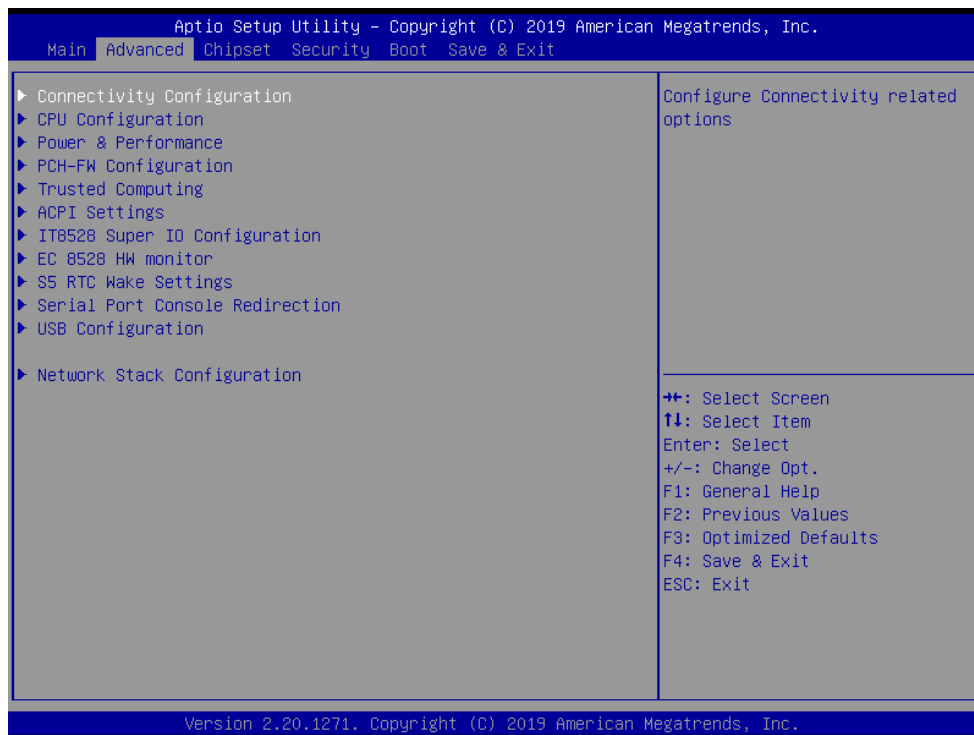 Aptio Setup Utility – Copyright (C) 2019 American Megatrends, Inc.
Main Advanced Chipset Security Boot Save & Exit
▶ Connectivity Configuration
▶ CPU Configuration
▶ Power & Performance
▶ PCH-FW Configuration
▶ Trusted Computing
▶ ACPI Settings
▶ IT8528 Super IO Configuration
▶ EC 8528 HW monitor
▶ S5 RTC Wake Settings
▶ Serial Port Console Redirection
▶ USB Configuration
▶ Network Stack Configuration
Configure Connectivity related
options
→←: Select Screen
↑↓: Select Item
Enter: Select
+/-: Change Opt.
F1: General Help
F2: Previous Values
F3: Optimized Defaults
F4: Save & Exit
ESC: Exit
Version 2.20.1271. Copyright (C) 2019 American Megatrends, Inc.